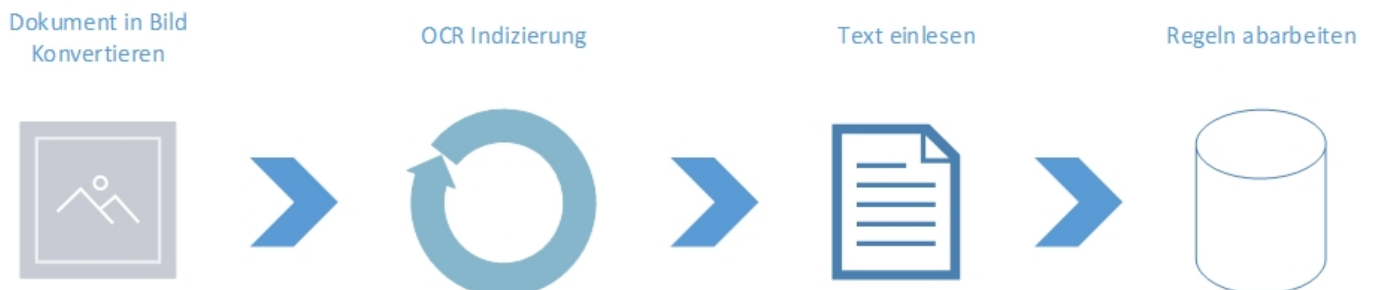 Dokument in Bild
Konvertieren
OCR Indizierung
Text einlesen
Regeln abarbeiten